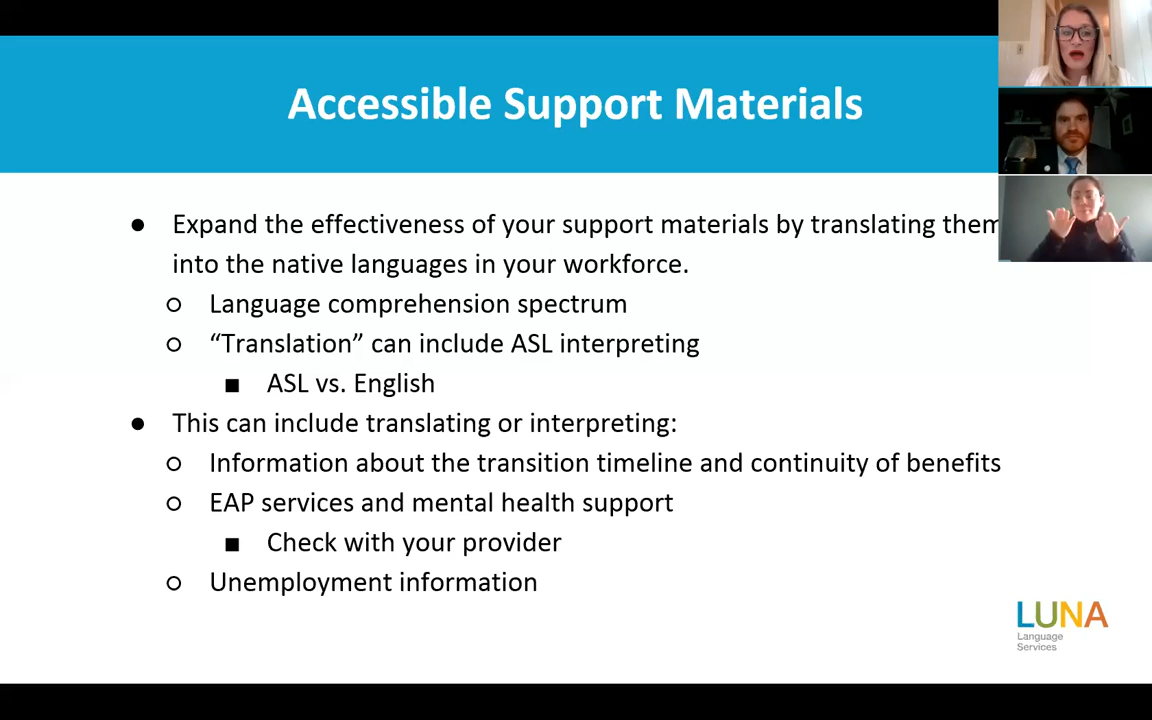 Accessible Support Materials
● Expand the effectiveness of your support materials by translating them
into the native languages in your workforce.
○ Language comprehension spectrum
○ “Translation” can include ASL interpreting
■ ASL vs. English
● This can include translating or interpreting:
○ Information about the transition timeline and continuity of benefits
○ EAP services and mental health support
■ Check with your provider
○ Unemployment information
LUNA
Language
Services